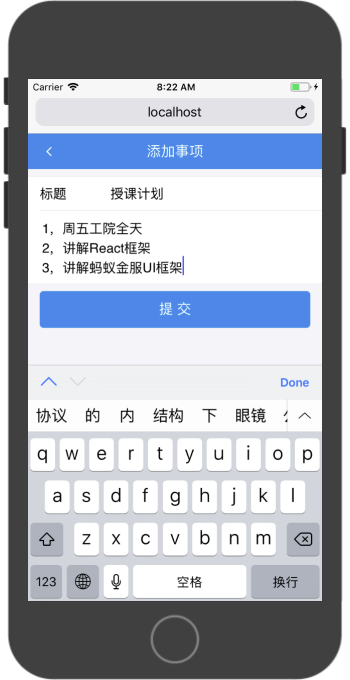 Carrier 8:22 AM
localhost
添加事项
标题 授课计划
1，周五工院全天
2，讲解React框架
3，讲解蚂蚁金服UI框架
提 交
Done
协议 的 内 结构 下 眼镜
q w e r t y u i o p
a s d f g h j k l
z x c v b n m
123 空格 换行